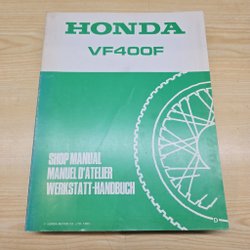 HONDA
VF400F
SHOP MANUAL
MANUEL D'ATELIER
WERKSTATT-HANDBUCH